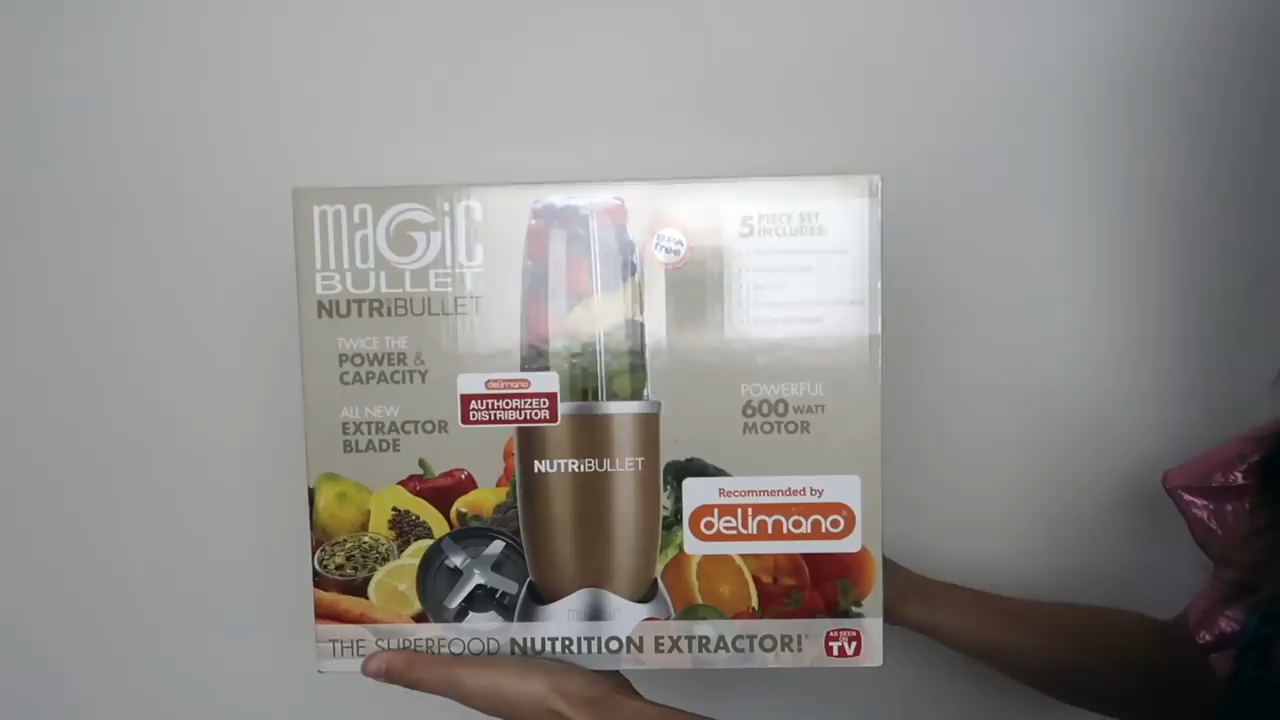 magic
BULLET
NUTRiBULLET
TWICE THE
POWER &
CAPACITY
ALL NEW
EXTRACTOR
BLADE
delimano
AUTHORIZED
DISTRIBUTOR
BPA
free
NUTRiBULLET
5 PIECE SET
INCLUDES:
POWERFUL
600 WATT
MOTOR
Recommended by
delimano®
THE SUPERFOOD NUTRITION EXTRACTOR!
AS SEEN
ON
TV